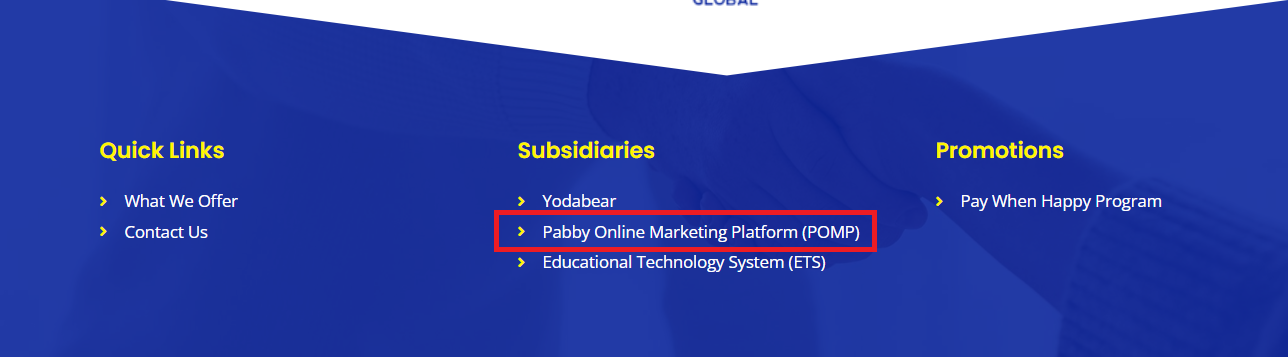 GLOBAL
Quick Links
What We Offer
Contact Us
Subsidiaries
Yodabear
Pabby Online Marketing Platform (POMP)
Educational Technology System (ETS)
Promotions
Pay When Happy Program